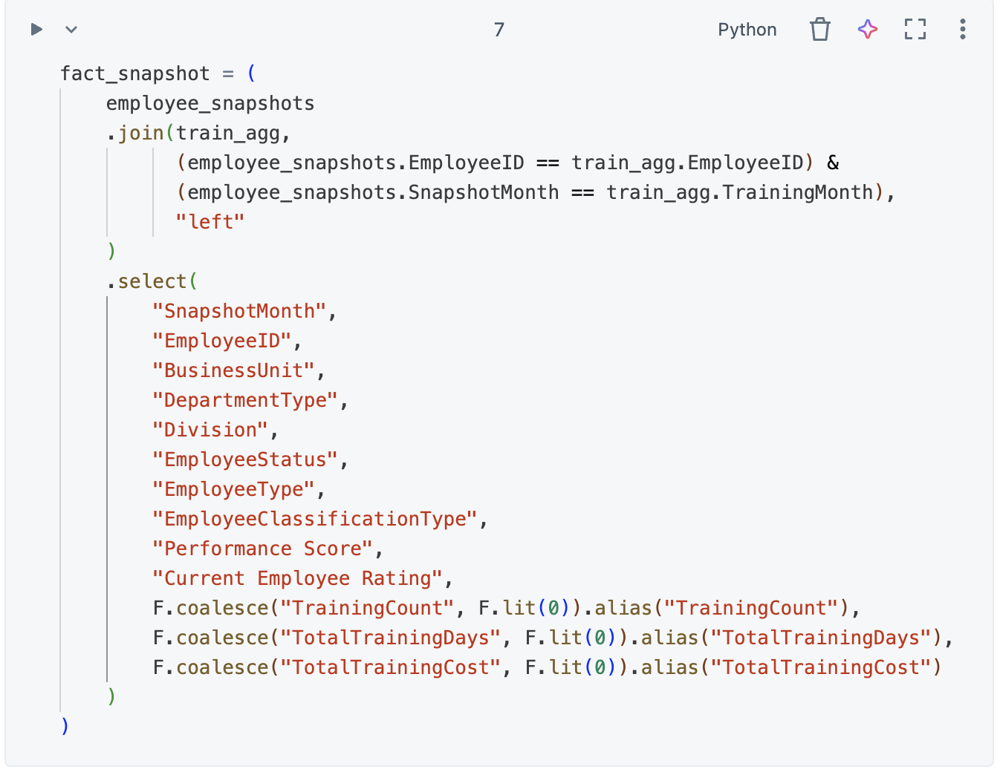 7 Python
fact_snapshot = (
    employee_snapshots
    .join(train_agg,
          (employee_snapshots.EmployeeID == train_agg.EmployeeID) &
          (employee_snapshots.SnapshotMonth == train_agg.TrainingMonth),
          "left"
    )
    .select(
        "SnapshotMonth",
        "EmployeeID",
        "BusinessUnit",
        "DepartmentType",
        "Division",
        "EmployeeStatus",
        "EmployeeType",
        "EmployeeClassificationType",
        "Performance Score",
        "Current Employee Rating",
        F.coalesce("TrainingCount", F.lit(0)).alias("TrainingCount"),
        F.coalesce("TotalTrainingDays", F.lit(0)).alias("TotalTrainingDays"),
        F.coalesce("TotalTrainingCost", F.lit(0)).alias("TotalTrainingCost")
    )
)